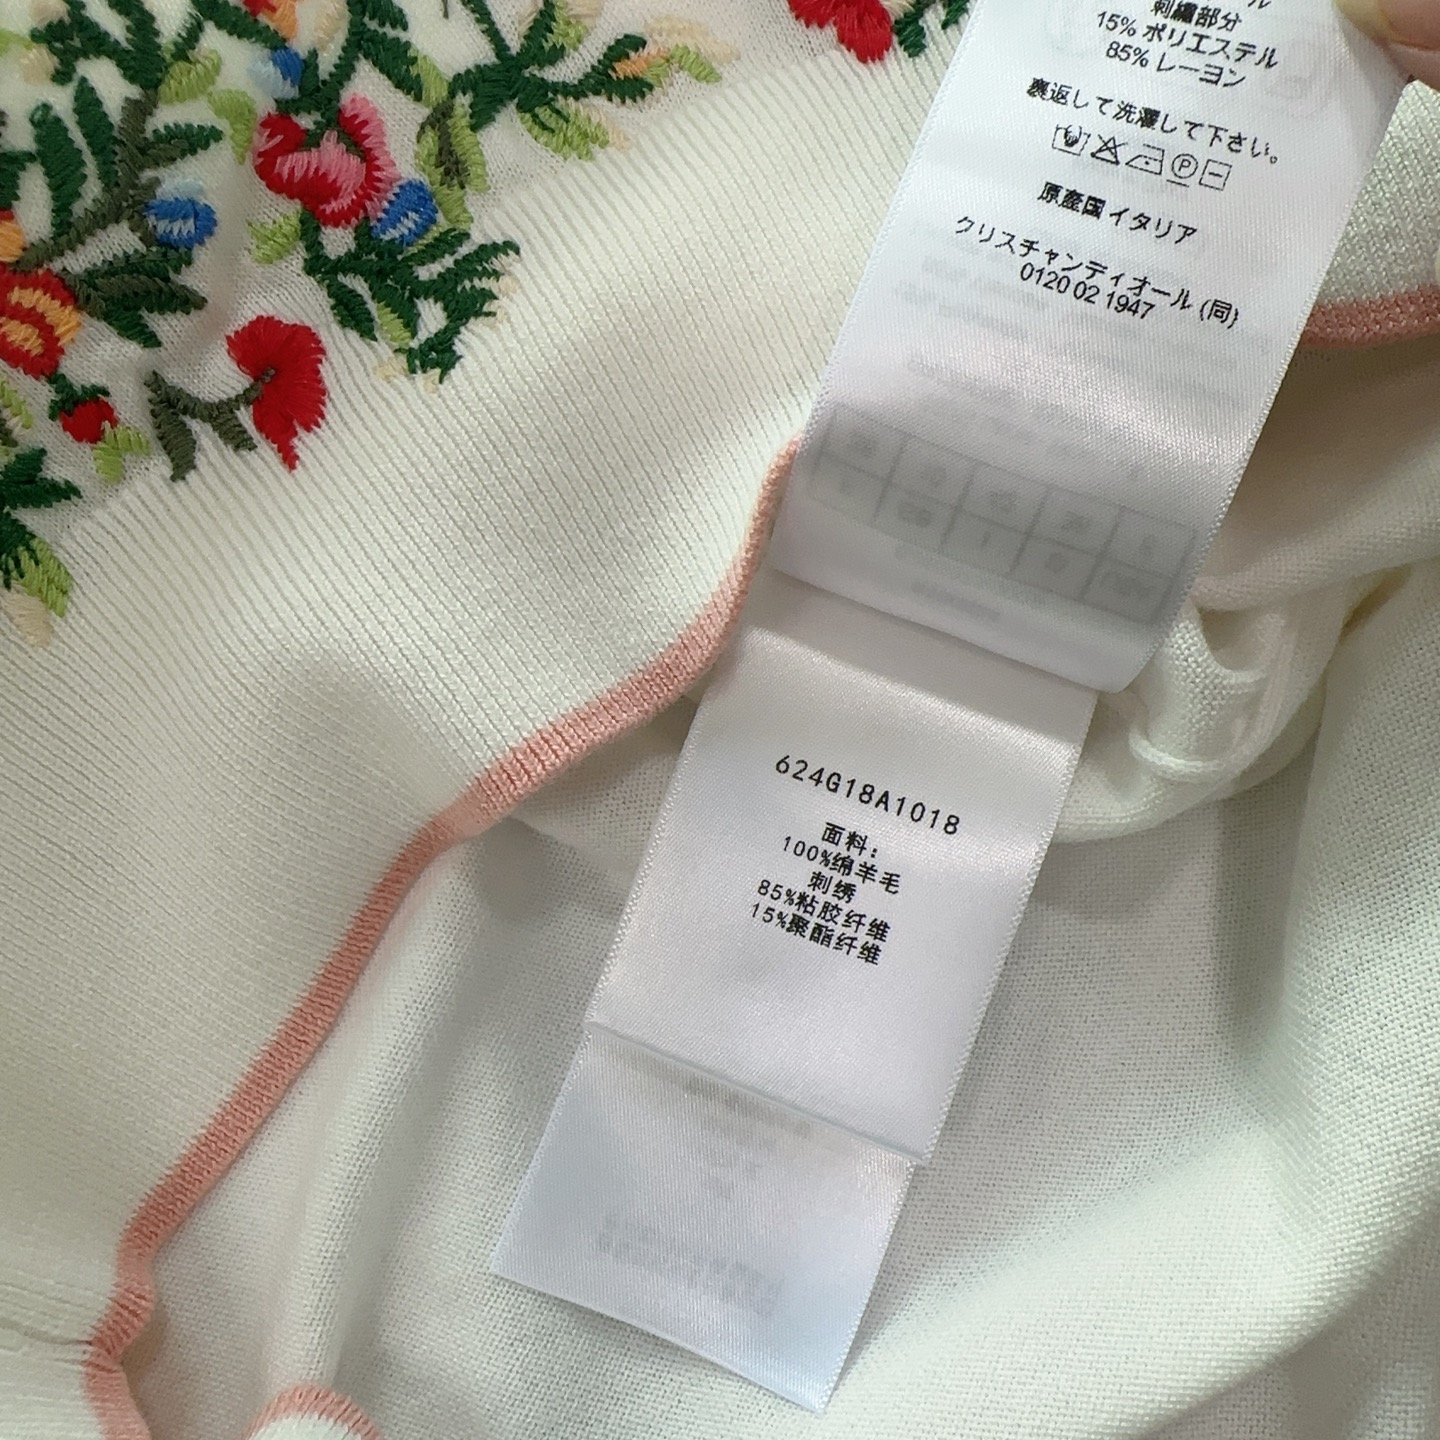 刺繍部分
15% ポリエステル
85% レーヨン
裏返して洗濯して下さい。
P
原産国 イタリア
クリスチャンディオール (同)
0120 02 1947
624G18A1018
面料:
100%绵羊毛
刺绣
85%粘胶纤维
15%聚酯纤维